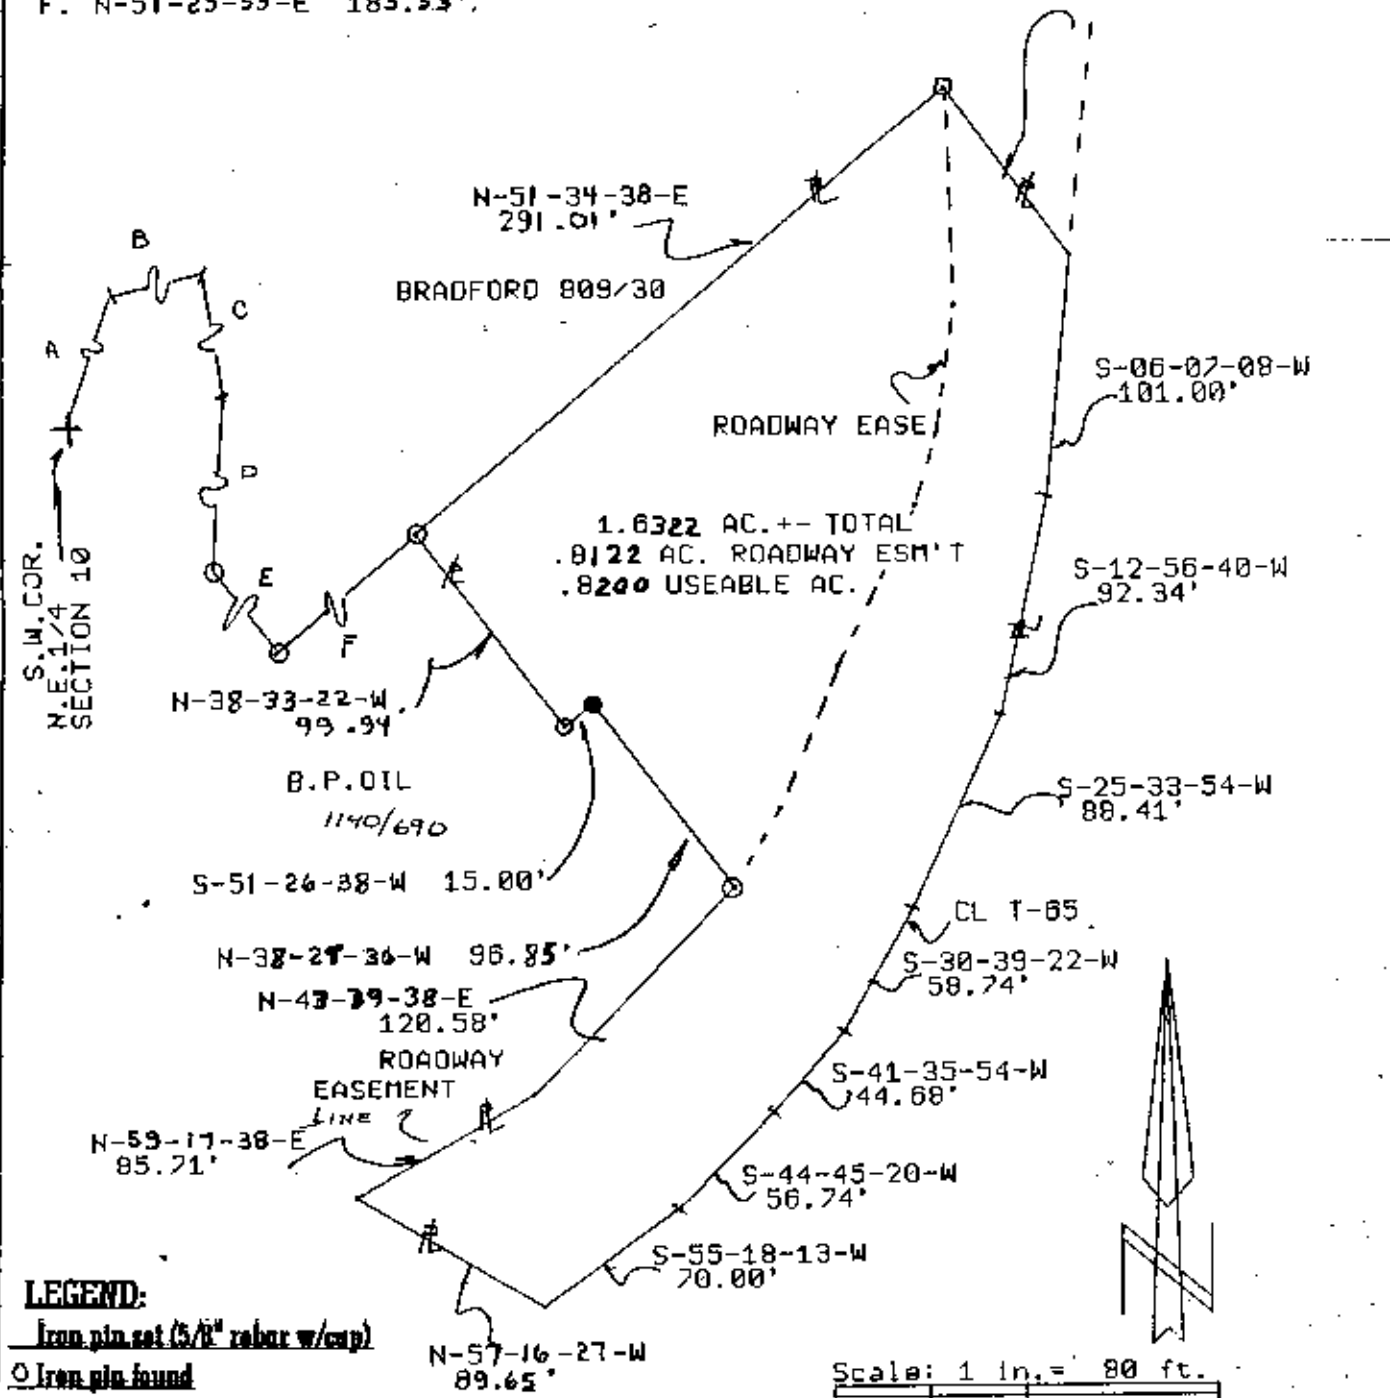 F. N-51-25-55-E 183.53'.
N-51-34-38-E
291.01'
BRADFORD 809/30
B
C
A
D
E
F
S.W.COR.
N.E.1/4
SECTION 10
ROADWAY EASE
S-06-07-08-W
101.00'
1.6322 AC.+- TOTAL
.8122 AC. ROADWAY ESM'T
.8200 USEABLE AC.
S-12-56-40-W
92.34'
N-38-33-22-W
99.94
B.P.OIL
1140/690
S-25-33-54-W
88.41'
S-51-26-38-W 15.00'
CL T-65
N-38-29-36-W 96.85'
S-30-39-22-W
58.74'
N-43-39-38-E
120.58'
ROADWAY
EASEMENT
LINE
S-41-35-54-W
44.68'
N-59-17-38-E
85.71'
S-44-45-20-W
56.74'
S-55-18-13-W
70.00'
N-57-16-27-W
89.65'
LEGEND:
Iron pin set (5/8" rebar w/cap)
O Iron pin found
N
Scale: 1 in.= 80 ft.